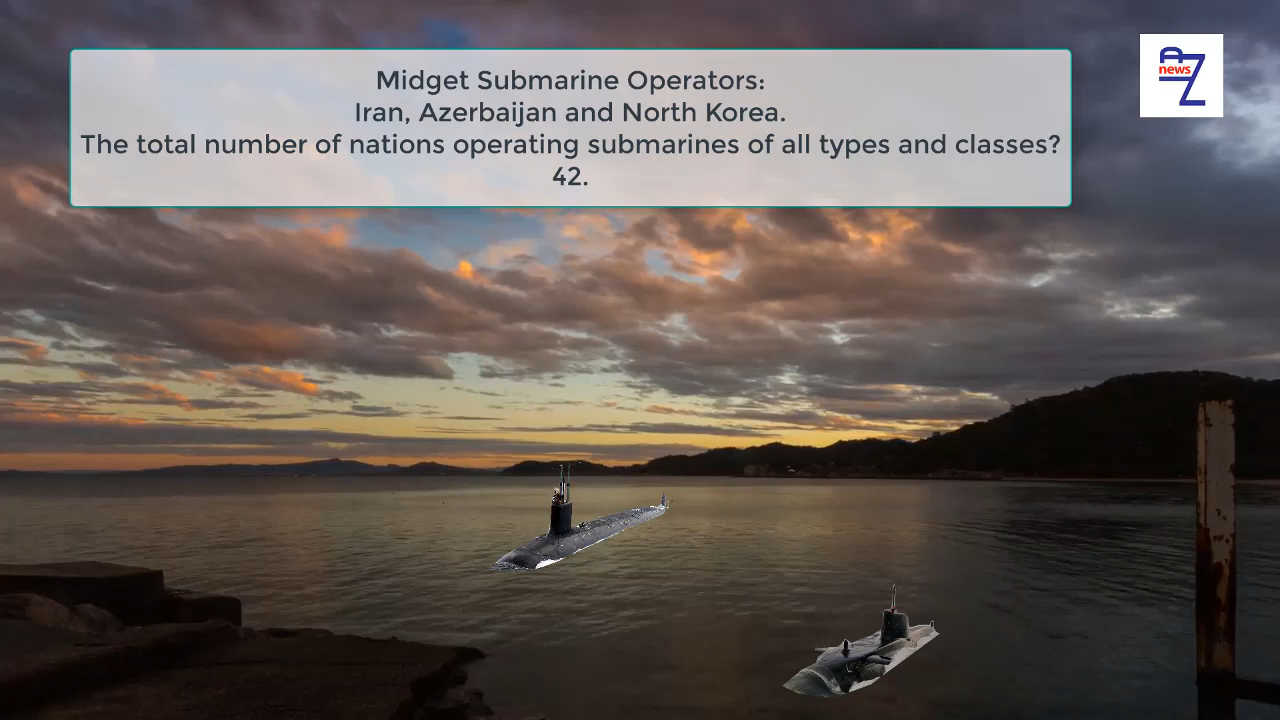 Midget Submarine Operators:
Iran, Azerbaijan and North Korea.
The total number of nations operating submarines of all types and classes?
42.
AZ
news